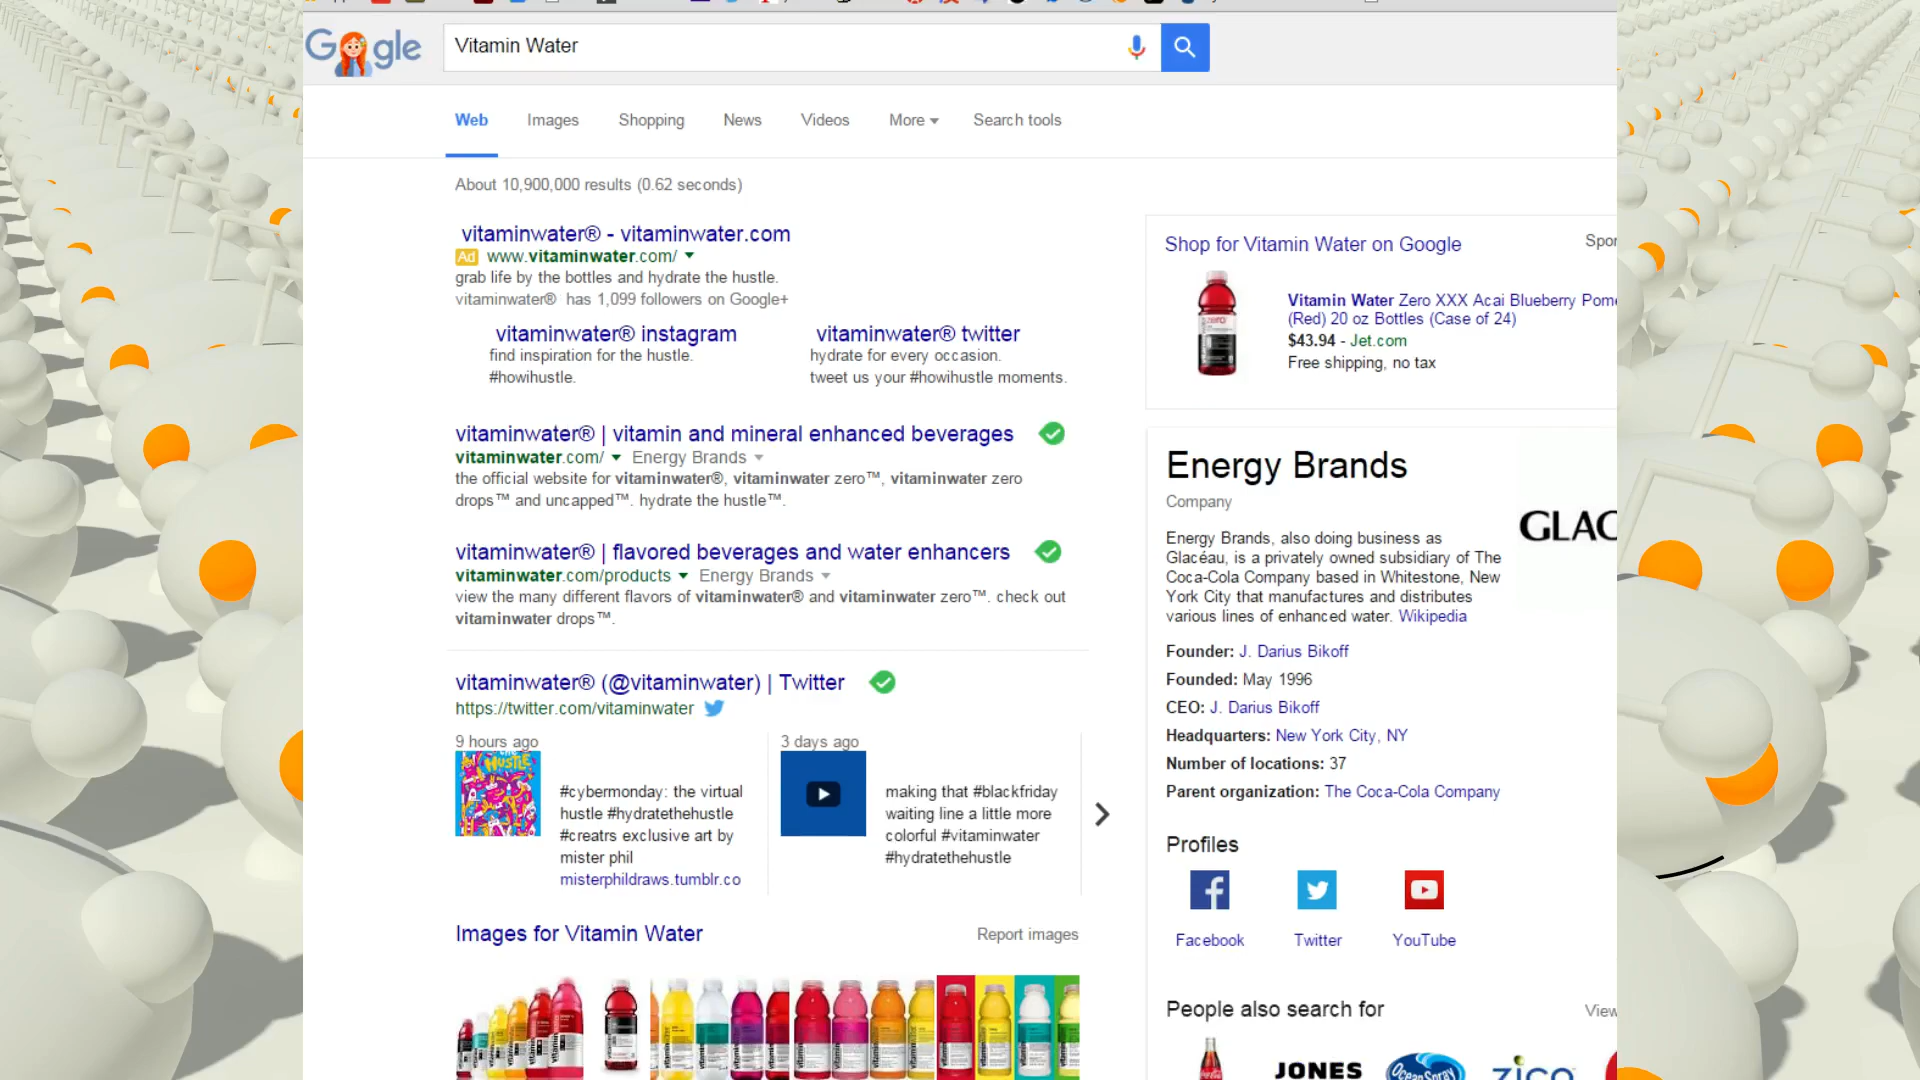 Google
Vitamin Water
Web Images Shopping News Videos More Search tools
About 10,900,000 results (0.62 seconds)
vitaminwater® - vitaminwater.com
Ad www.vitaminwater.com/
grab life by the bottles and hydrate the hustle.
vitaminwater® has 1,099 followers on Google+
vitaminwater® instagram
find inspiration for the hustle.
#howihustle.
vitaminwater® twitter
hydrate for every occasion.
tweet us your #howihustle moments.
vitaminwater® | vitamin and mineral enhanced beverages
vitaminwater.com/ Energy Brands
the official website for vitaminwater®, vitaminwater zero™, vitaminwater zero
drops™ and uncapped™. hydrate the hustle™.
vitaminwater® | flavored beverages and water enhancers
vitaminwater.com/products Energy Brands
view the many different flavors of vitaminwater® and vitaminwater zero™. check out
vitaminwater drops™.
vitaminwater® (@vitaminwater) | Twitter
https://twitter.com/vitaminwater
9 hours ago
HUSTLE
#cybermonday: the virtual
hustle #hydratethehustle
#creatrs exclusive art by
mister phil
misterphildraws.tumblr.co
3 days ago
making that #blackfriday
waiting line a little more
colorful #vitaminwater
#hydratethehustle
Images for Vitamin Water Report images
Shop for Vitamin Water on Google Spor
Vitamin Water Zero XXX Acai Blueberry Pome
(Red) 20 oz Bottles (Case of 24)
$43.94 - Jet.com
Free shipping, no tax
Energy Brands
Company
GLAC
Energy Brands, also doing business as
Glacéau, is a privately owned subsidiary of The
Coca-Cola Company based in Whitestone, New
York City that manufactures and distributes
various lines of enhanced water. Wikipedia
Founder: J. Darius Bikoff
Founded: May 1996
CEO: J. Darius Bikoff
Headquarters: New York City, NY
Number of locations: 37
Parent organization: The Coca-Cola Company
Profiles
Facebook Twitter YouTube
People also search for View
JONES
Ocean Spray
zico